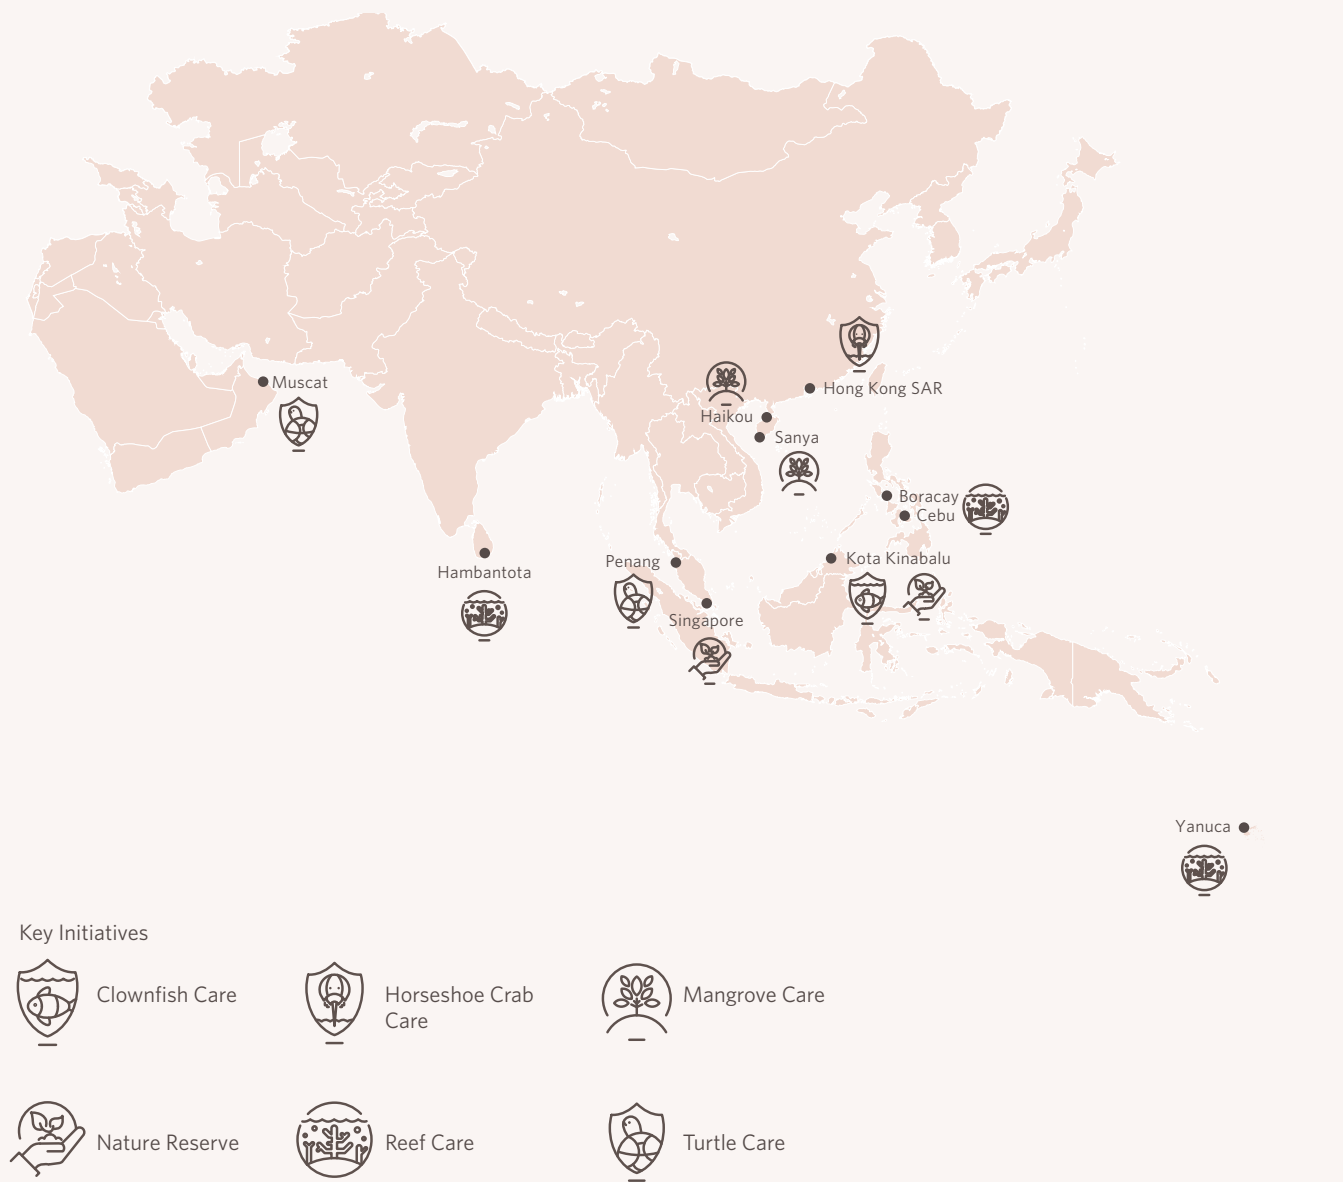 Muscat
Hong Kong SAR
Haikou
Sanya
Boracay
Cebu
Hambantota
Penang
Kota Kinabalu
Singapore
Yanuca
Key Initiatives
Clownfish Care
Horseshoe Crab
Care
Mangrove Care
Nature Reserve
Reef Care
Turtle Care